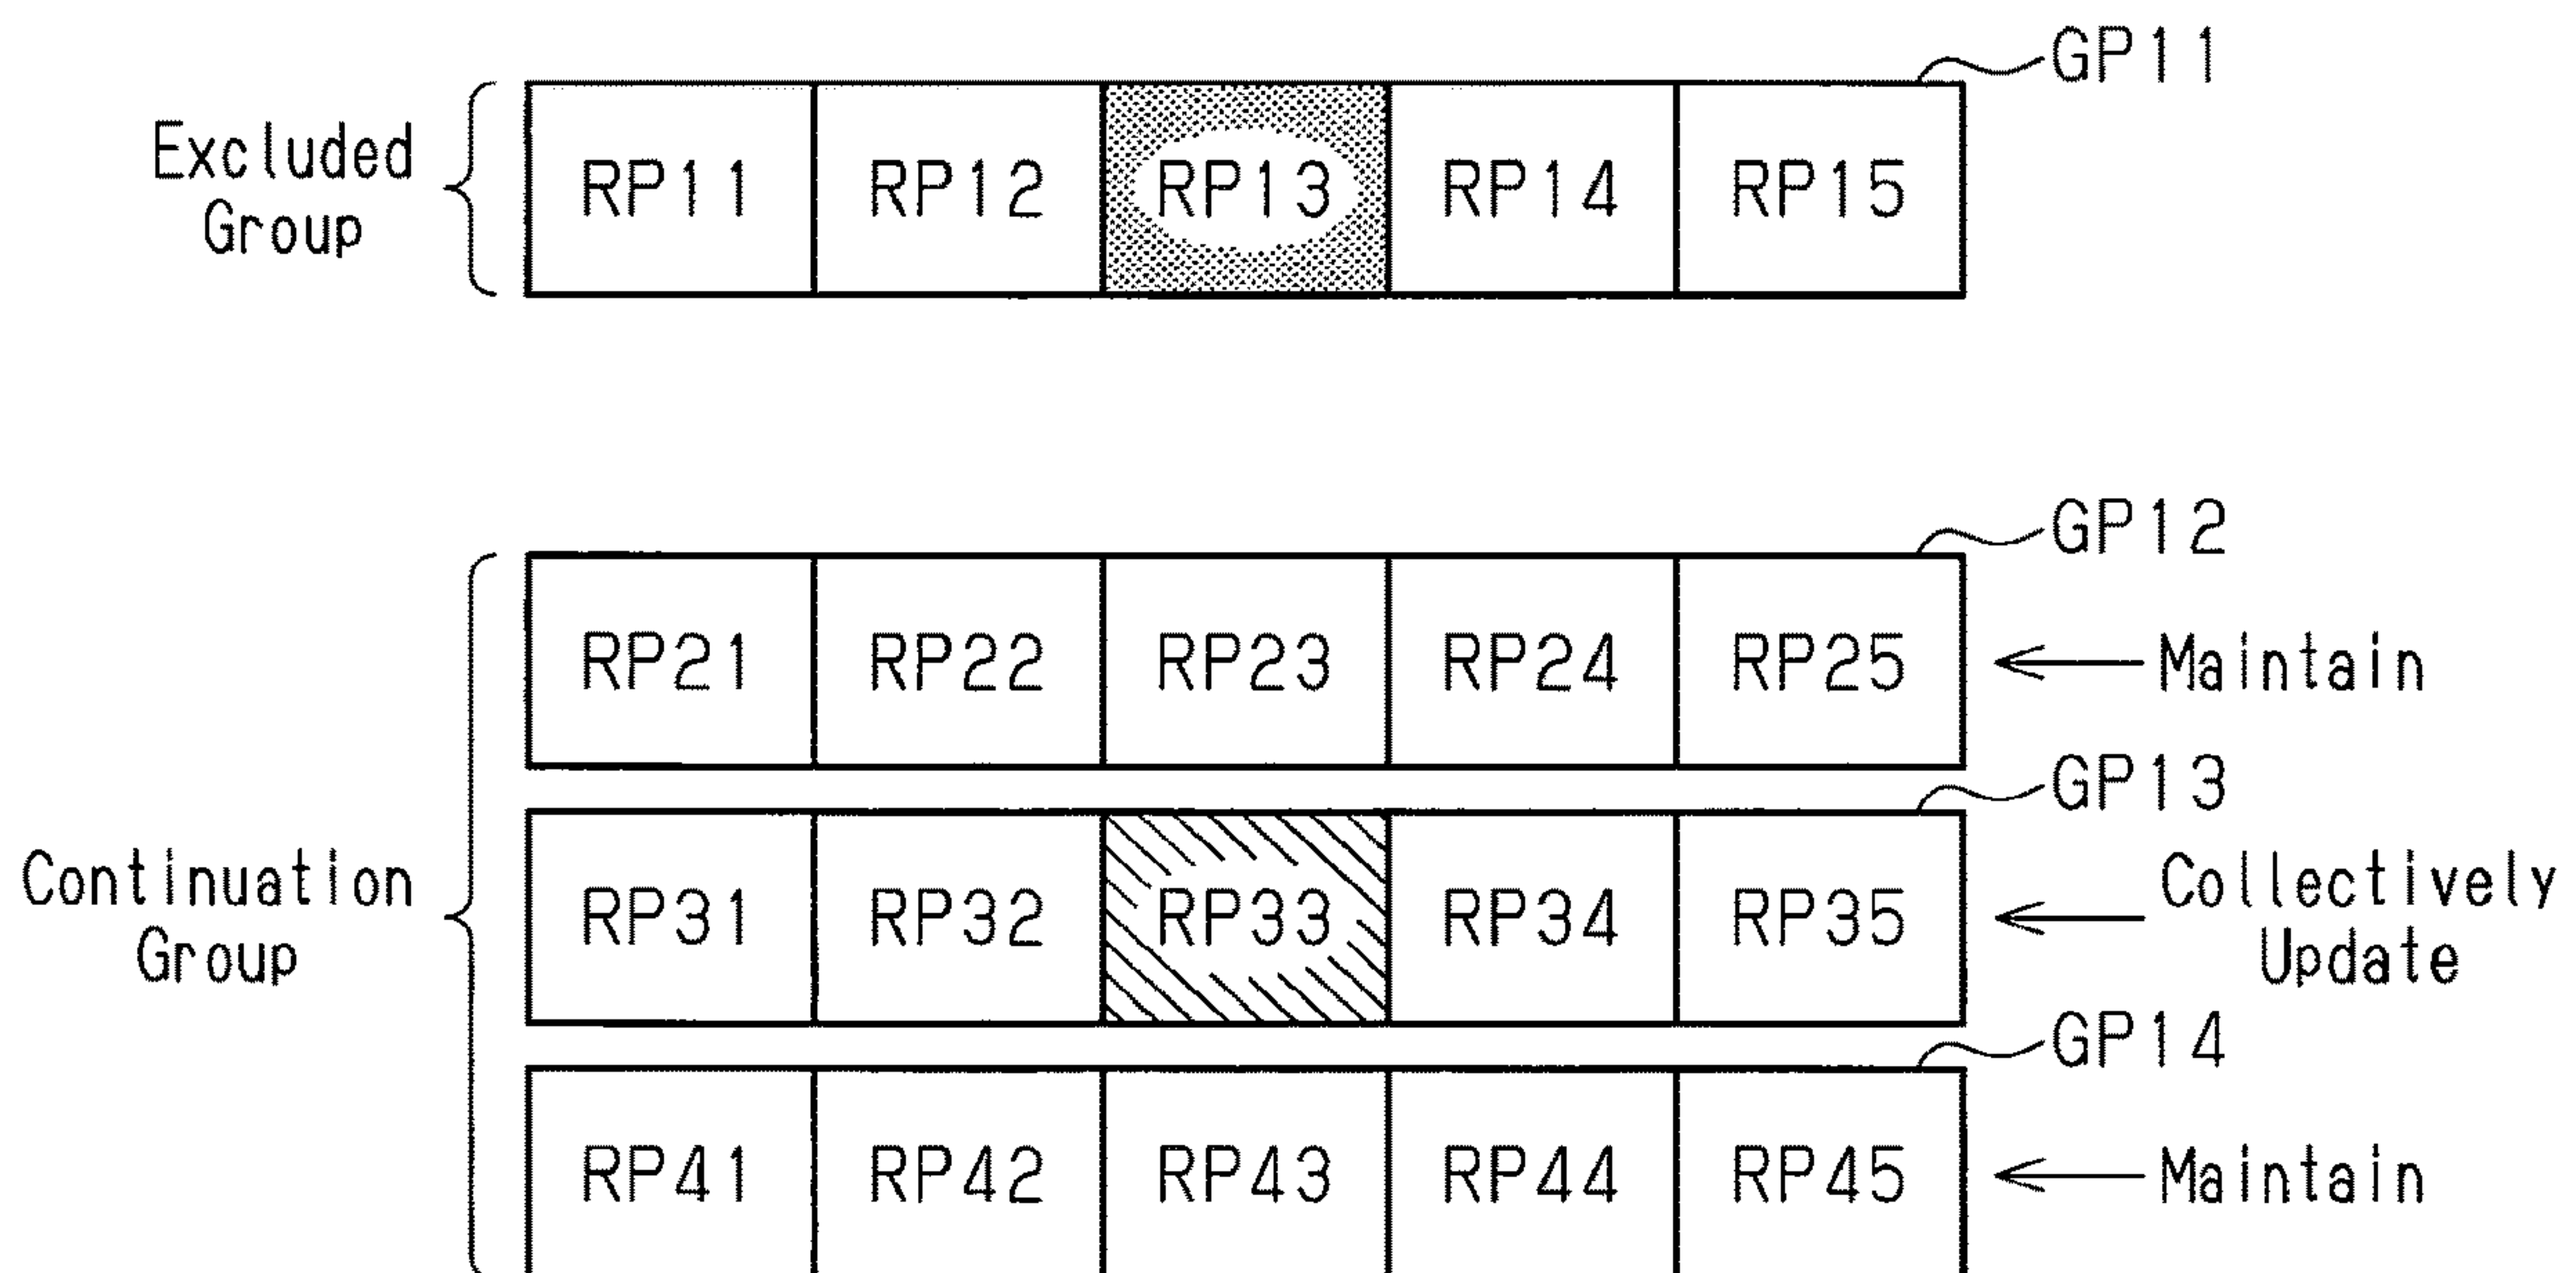 GP11
Excluded
Group
RP11 RP12 RP13 RP14 RP15
GP12
RP21 RP22 RP23 RP24 RP25
Maintain
GP13
Continuation
Group
RP31 RP32 RP33 RP34 RP35
Collectively
Update
GP14
RP41 RP42 RP43 RP44 RP45
Maintain